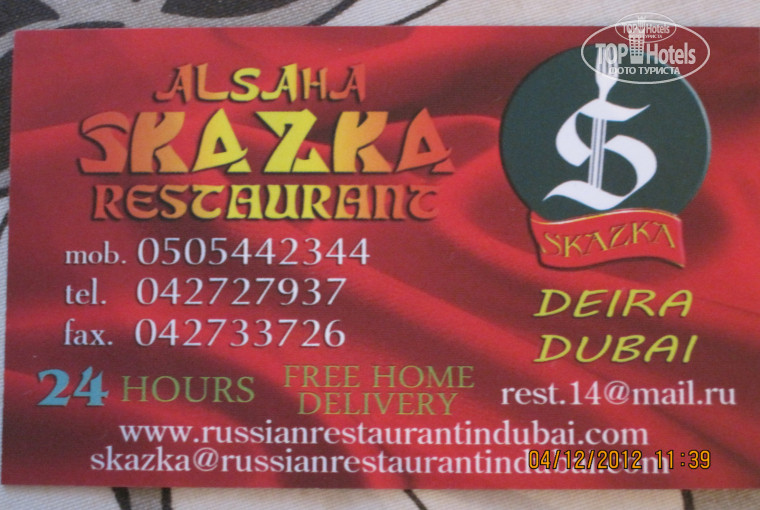 TOP Hotels
ФОТО ТУРИСТА
ALSAHA
SKAZKA
RESTAURANT
SKAZKA
mob. 0505442344
tel. 042727937
fax. 042733726
DEIRA
DUBAI
24 HOURS
FREE HOME
DELIVERY
rest.14@mail.ru
www.russianrestaurantindubai.com
skazka@russianrestaurantindubai.com
04/12/2012 11:39